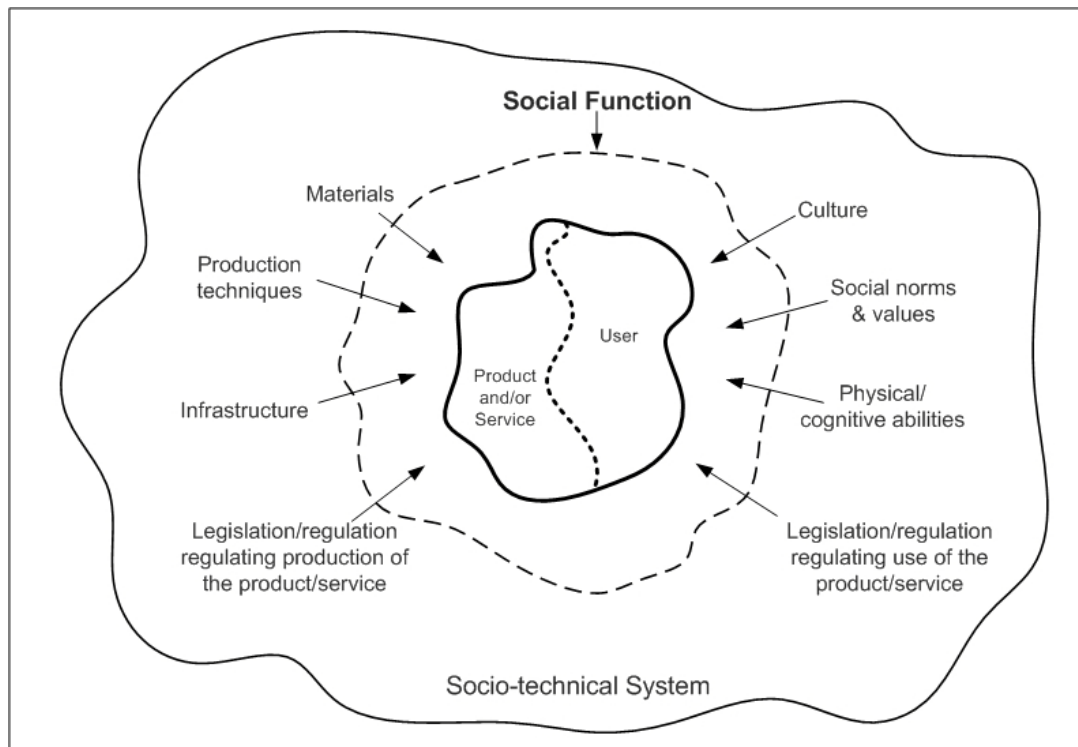 Social Function
Materials
Culture
Production
techniques
Social norms
& values
User
Product
and/or
Service
Infrastructure
Physical/
cognitive abilities
Legislation/regulation
regulating production of
the product/service
Legislation/regulation
regulating use of the
product/service
Socio-technical System